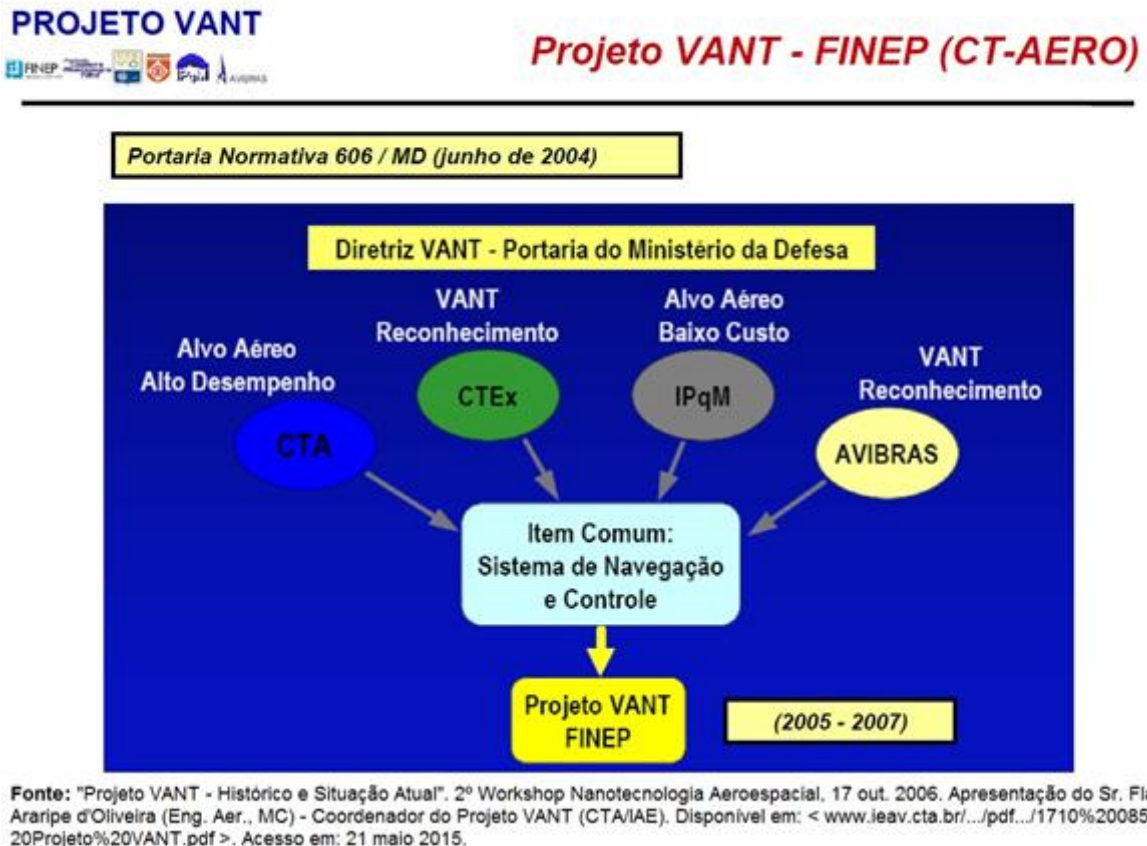 PROJETO VANT
FINEP
AVIBRAS
Projeto VANT - FINEP (CT-AERO)
Portaria Normativa 606 / MD (junho de 2004)
Diretriz VANT - Portaria do Ministério da Defesa
Alvo Aéreo
Alto Desempenho
CTA
VANT
Reconhecimento
CTEx
Alvo Aéreo
Baixo Custo
IPqM
VANT
Reconhecimento
AVIBRAS
Item Comum:
Sistema de Navegação
e Controle
Projeto VANT
FINEP
(2005 - 2007)
Fonte: "Projeto VANT - Histórico e Situação Atual". 2º Workshop Nanotecnologia Aeroespacial, 17 out. 2006. Apresentação do Sr.
Araripe d'Oliveira (Eng. Aer., MC) - Coordenador do Projeto VANT (CTA/IAE). Disponível em: < www.ieav.cta.br/.../pdf.../1710%20085
20Projeto%20VANT.pdf >. Acesso em: 21 maio 2015.